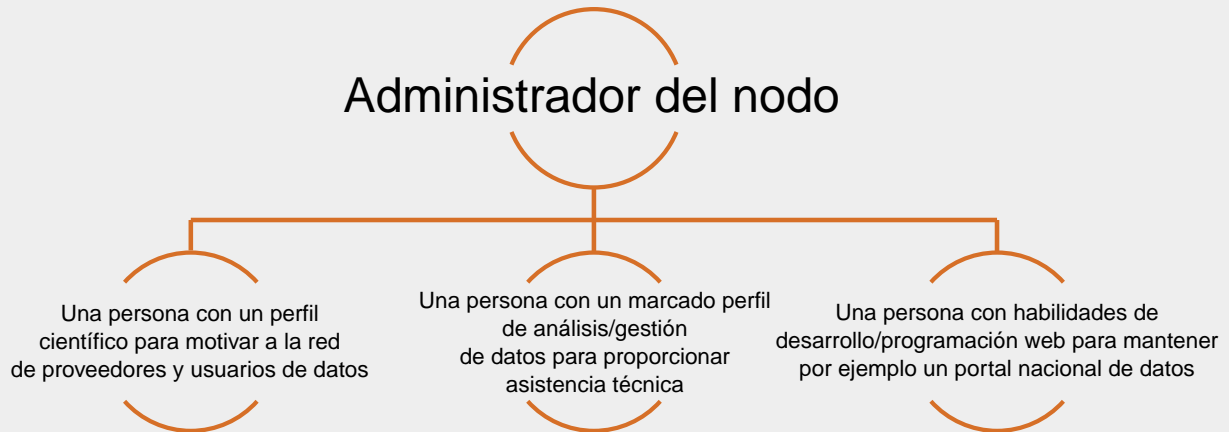 Administrador del nodo
Una persona con un perfil
científico para motivar a la red
de proveedores y usuarios de datos
Una persona con un marcado perfil
de análisis/gestión
de datos para proporcionar
asistencia técnica
Una persona con habilidades de
desarrollo/programación web para mantener
por ejemplo un portal nacional de datos